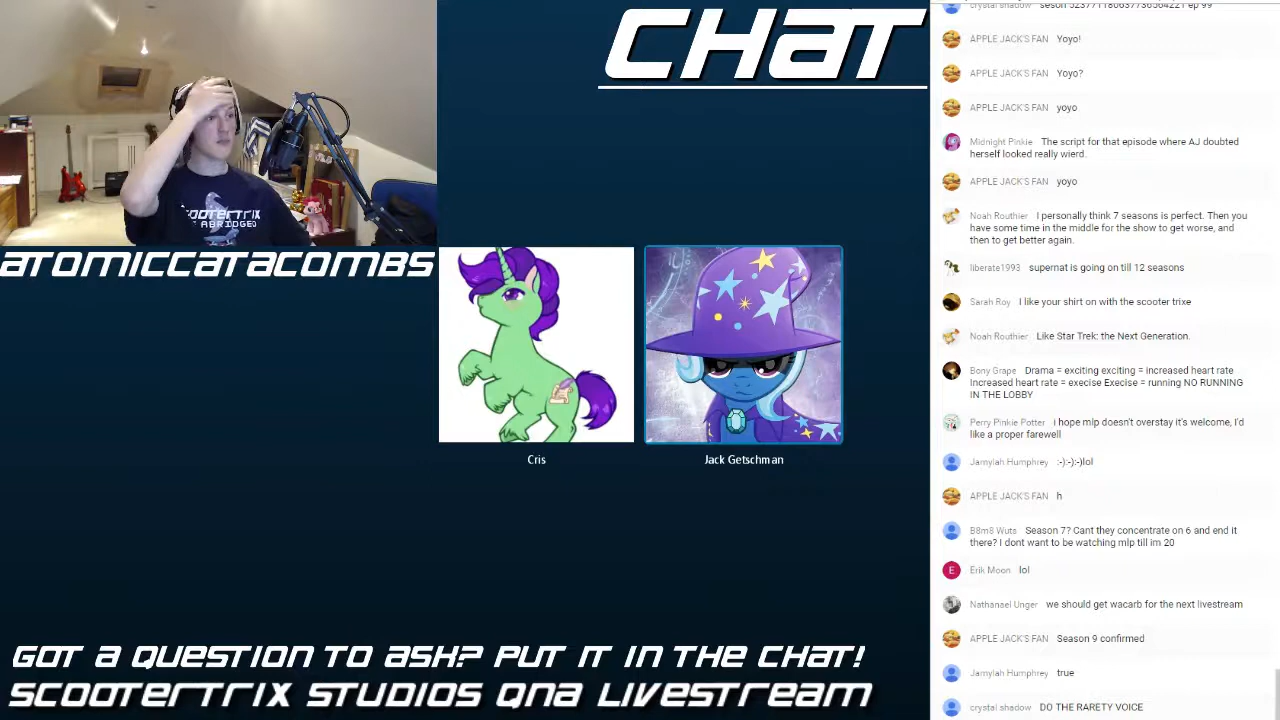 CHAT
SCOOTERTRIX
ABRIDGED
ATOMICCATACOMBS
Cris
Jack Getschman
GOT A QUESTION TO ASK? PUT IT IN THE CHAT!
SCOOTERTRIX STUDIOS QNA LIVESTREAM
crystal shadow seson 523771180637736564221 ep 99
APPLE JACK'S FAN Yoyo!
APPLE JACK'S FAN Yoyo?
APPLE JACK'S FAN yoyo
Midnight Pinkie The script for that episode where AJ doubted
herself looked really wierd.
APPLE JACK'S FAN yoyo
Noah Routhier I personally think 7 seasons is perfect. Then you
have some time in the middle for the show to get worse, and
then to get better again.
liberate1993 supernat is going on till 12 seasons
Sarah Roy I like your shirt on with the scooter trixe
Noah Routhier Like Star Trek: the Next Generation.
Bony Grape Drama = exciting exciting = increased heart rate
Increased heart rate = execise Execise = running NO RUNNING
IN THE LOBBY
Perry Pinkie Potter i hope mlp doesn't overstay it's welcome, I'd
like a proper farewell
Jamylah Humphrey :-):-):-)lol
APPLE JACK'S FAN h
B8m8 Wuts Season 7? Cant they concentrate on 6 and end it
there? I dont want to be watching mlp till im 20
E Erik Moon lol
Nathanael Unger we should get wacarb for the next livestream
APPLE JACK'S FAN Season 9 confirmed
Jamylah Humphrey true
crystal shadow DO THE RARETY VOICE